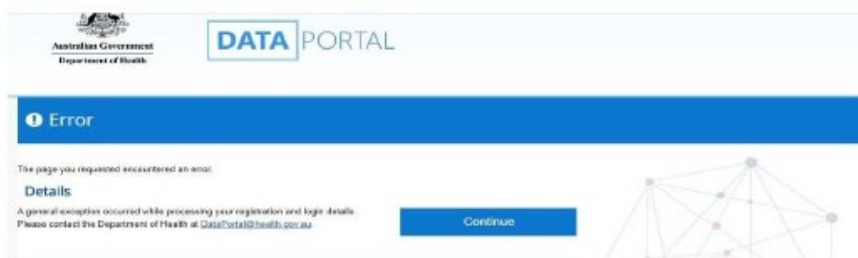 Australian Government
Department of Health
DATA PORTAL
Error
The page you requested encountered an error.
Details
A general exception occurred while processing your registration and login details.
Please contact the Department of Health at DataPortal@health.gov.au.
Continue